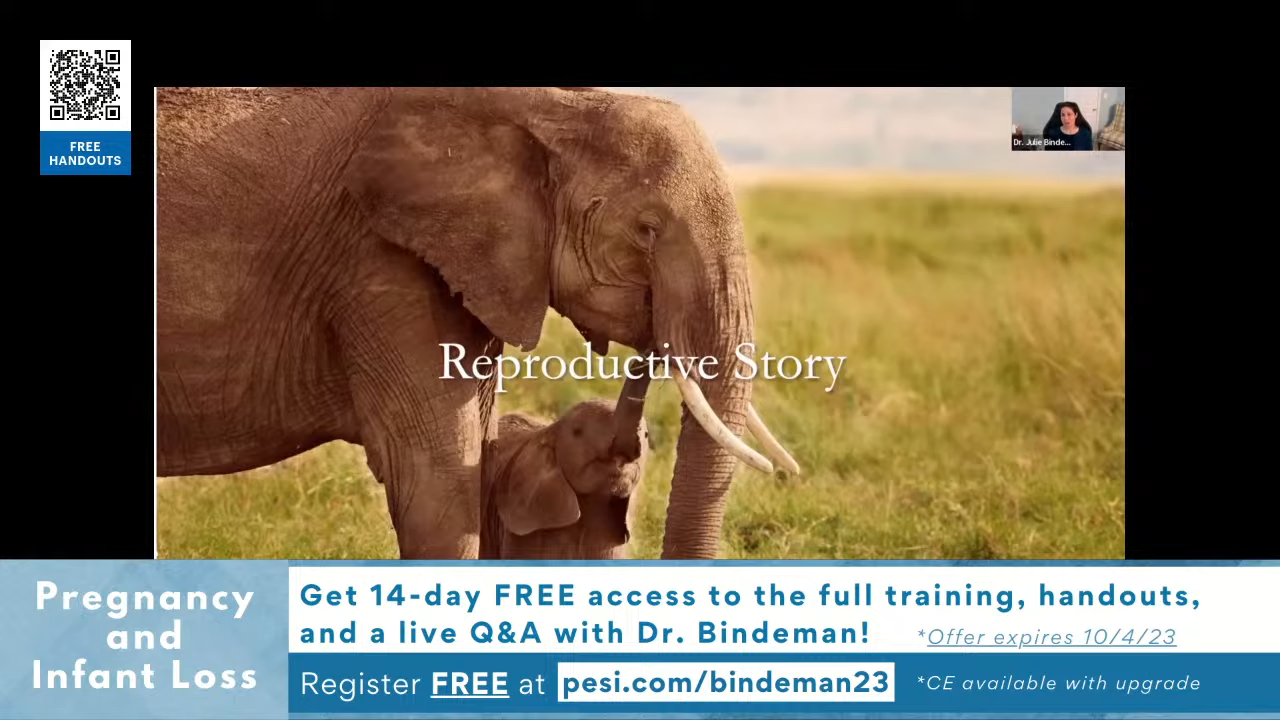 FREE
HANDOUTS
Dr. Julie Binde...
Reproductive Story
Pregnancy
and
Infant Loss
Get 14-day FREE access to the full training, handouts,
and a live Q&A with Dr. Bindeman!
*Offer expires 10/4/23
Register FREE at pesi.com/bindeman23
*CE available with upgrade